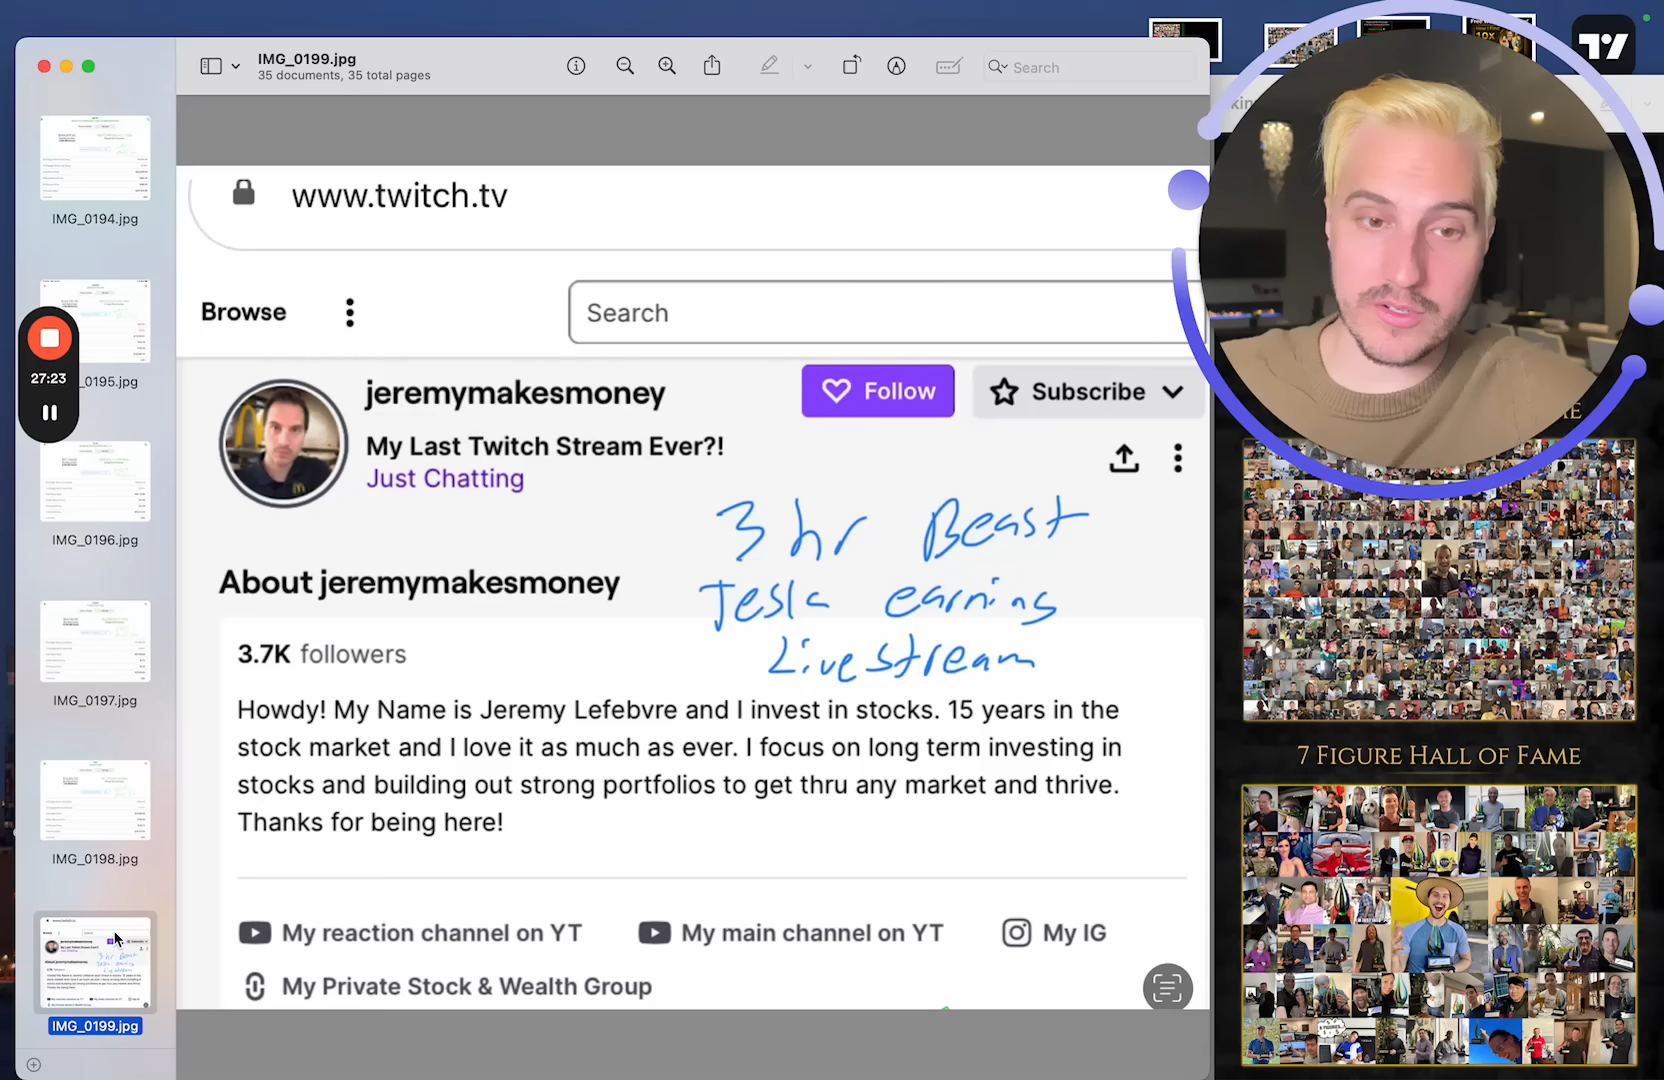 IMG_0199.jpg
35 documents, 35 total pages
Search
IMG_0194.jpg
_0195.jpg
27:23
IMG_0196.jpg
IMG_0197.jpg
IMG_0198.jpg
IMG_0199.jpg
www.twitch.tv
Browse
Search
jeremymakesmoney
Follow
Subscribe
My Last Twitch Stream Ever?!
Just Chatting
3 hr Beast
Tesla earning
Livestream
About jeremymakesmoney
3.7K followers
Howdy! My Name is Jeremy Lefebvre and I invest in stocks. 15 years in the
stock market and I love it as much as ever. I focus on long term investing in
stocks and building out strong portfolios to get thru any market and thrive.
Thanks for being here!
My reaction channel on YT
My main channel on YT
My IG
My Private Stock & Wealth Group
7 Figure Hall of Fame